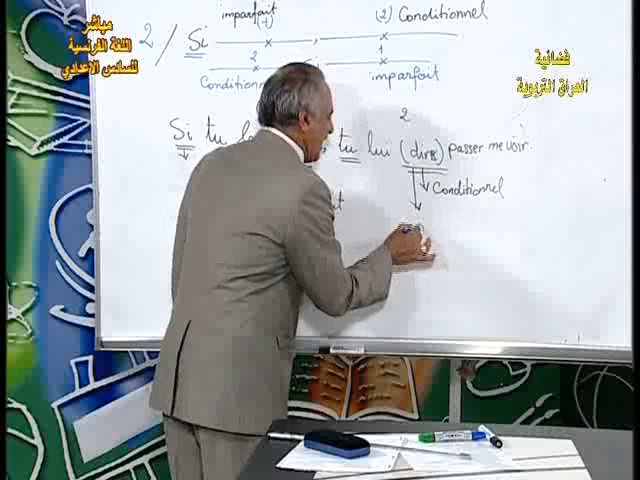 مباشر
اللغة الفرنسية
للسادس الاعدادي
فضائية
العراق التربوية
imparfait (2) Conditionnel
(1)
2 / Si ,
2 1
imparfait
2
Si tu tu lui (dire) passer me voir.
Conditionnel